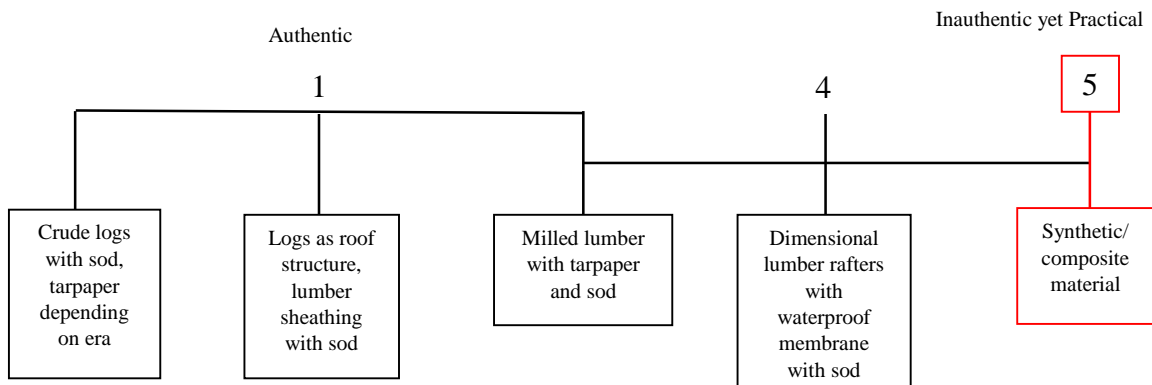 Inauthentic yet Practical
Authentic
1
4
5
Crude logs
with sod,
tarpaper
depending
on era
Logs as roof
structure,
lumber
sheathing
with sod
Milled lumber
with tarpaper
and sod
Dimensional
lumber rafters
with
waterproof
membrane
with sod
Synthetic/
composite
material